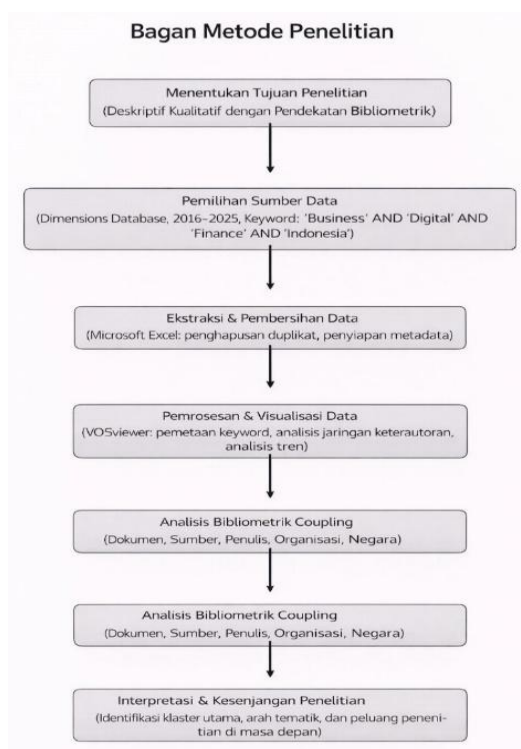 Bagan Metode Penelitian
Menentukan Tujuan Penelitian
(Deskriptif Kualitatif dengan Pendekatan Bibliometrik)
Pemilihan Sumber Data
(Dimensions Database, 2016–2025, Keyword: 'Business' AND 'Digital' AND
'Finance' AND 'Indonesia')
Ekstraksi & Pembersihan Data
(Microsoft Excel: penghapusan duplikat, penyiapan metadata)
Pemrosesan & Visualisasi Data
(VOSviewer: pemetaan keyword, analisis jaringan keterautoran,
analisis tren)
Analisis Bibliometrik Coupling
(Dokumen, Sumber, Penulis, Organisasi, Negara)
Analisis Bibliometrik Coupling
(Dokumen, Sumber, Penulis, Organisasi, Negara)
Interpretasi & Kesenjangan Penelitian
(Identifikasi klaster utama, arah tematik, dan peluang peneni-
tian di masa depan)